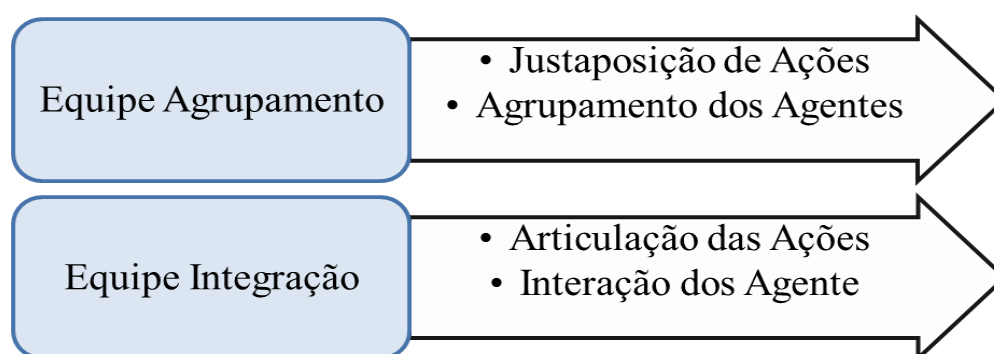 Equipe Agrupamento
• Justaposição de Ações
• Agrupamento dos Agentes
Equipe Integração
• Articulação das Ações
• Interação dos Agente